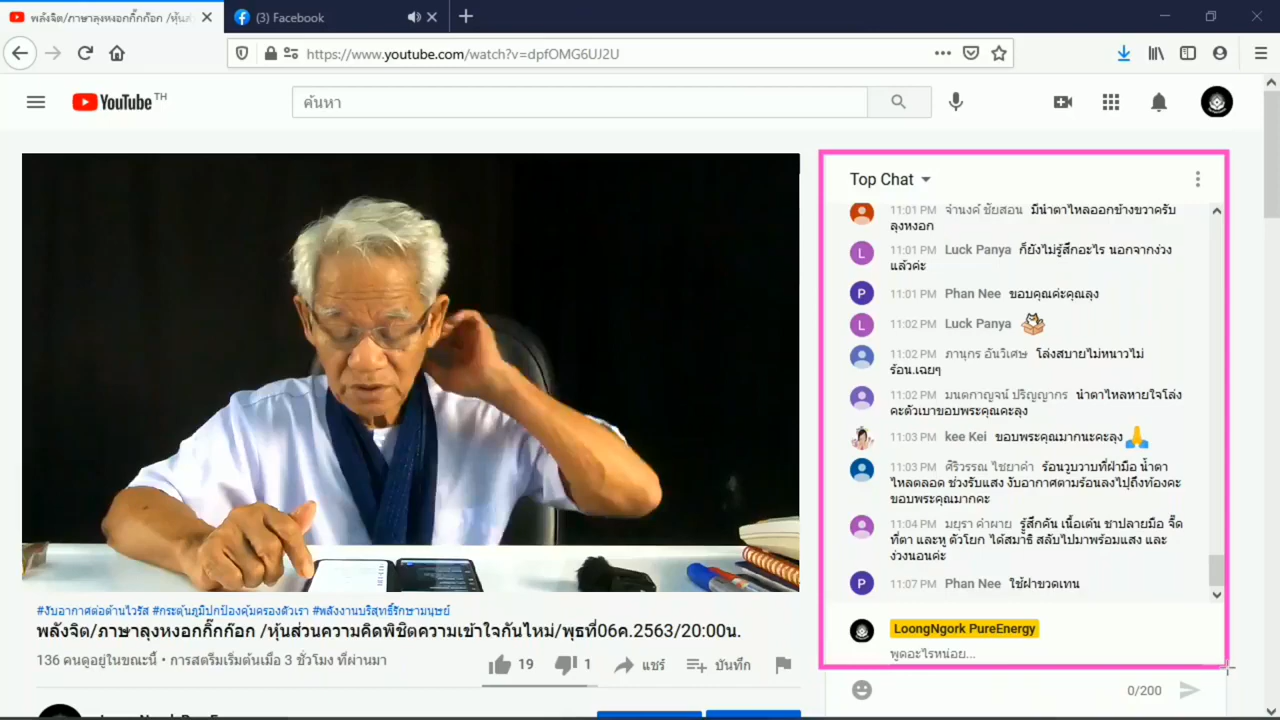 พลังจิต/ภาษาลุงหงอกกิ๊กก๊อก /หุ้นส่
(3) Facebook
https://www.youtube.com/watch?v=dpfOMG6UJ2U
YouTube TH
ค้นหา
Top Chat
11:01 PM จำนงค์ ชัยสอน มีน้ำตาไหลออกข้างขวาครับ
ลุงหงอก
11:01 PM Luck Panya ก็ยังไม่รู้สึกอะไร นอกจากง่วง
แล้วค่ะ
P 11:01 PM Phan Nee ขอบคุณค่ะคุณลุง
L 11:02 PM Luck Panya
11:02 PM ภานุกร อันวิเศษ โล่งสบายไม่หนาวไม่
ร้อน.เฉยๆ
11:02 PM มนตกาญจน์ ปริญญากร น้ำตาไหลหายใจโล่ง
คะตัวเบาขอบพระคุณคะลุง
11:03 PM kee Kei ขอบพระคุณมากนะคะลุง 🙏
11:03 PM ศิริวรรณ ไชยาคำ ร้อนวูบวาบที่ฝ่ามือ น้ำตา
ไหลตลอด ช่วงรับแสง งับอากาศตามร้อนลงไปถึงท้องคะ
ขอบพระคุณมากคะ
11:04 PM มยุรา คำผาย รู้สึกคัน เนื้อเต้น ชาปลายมือ จี๊ด
ที่ตา และหู ตัวโยก ได้สมาธิ สลับไปมาพร้อมแสง และ
ง่วงนอนค่ะ
P 11:07 PM Phan Nee ใช้ฝาขวดเทน
LoongNgork PureEnergy
พูดอะไรหน่อย...
0/200
#งับอากาศต่อต้านไวรัส #กระตุ้นภูมิปกป้องคุ้มครองตัวเรา #พลังงานบริสุทธิ์รักษามนุษย์
พลังจิต/ภาษาลุงหงอกกิ๊กก๊อก /หุ้นส่วนความคิดพิชิตความเข้าใจกันใหม่/พุธที่06ค.2563/20:00น.
136 คนดูอยู่ในขณะนี้ • การสตรีมเริ่มต้นเมื่อ 3 ชั่วโมง ที่ผ่านมา
19 1 แชร์ บันทึก